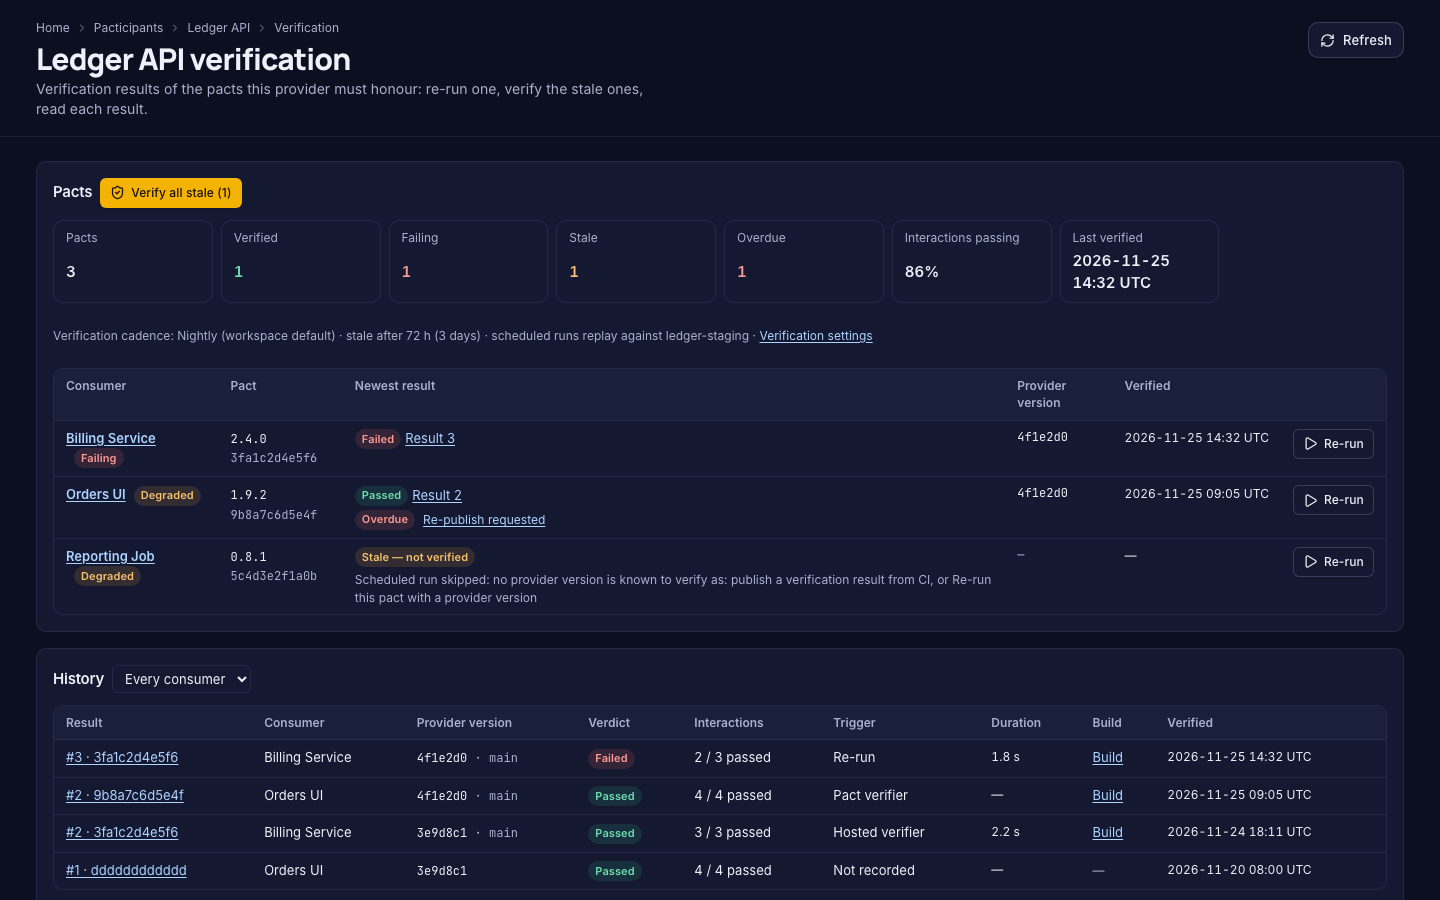 Home > Pacticipants > Ledger API > Verification
Ledger API verification
Verification results of the pacts this provider must honour: re-run one, verify the stale ones,
read each result.
Refresh
Pacts
Verify all stale (1)
Pacts
3
Verified
1
Failing
1
Stale
1
Overdue
1
Interactions passing
86%
Last verified
2026-11-25
14:32 UTC
Verification cadence: Nightly (workspace default) · stale after 72 h (3 days) · scheduled runs replay against ledger-staging · Verification settings
Consumer Pact Newest result Provider version Verified
Billing Service 2.4.0 Failed Result 3 4f1e2d0 2026-11-25 14:32 UTC Re-run
Failing 3fa1c2d4e5f6
Orders UI Degraded 1.9.2 Passed Result 2 4f1e2d0 2026-11-25 09:05 UTC Re-run
9b8a7c6d5e4f Overdue Re-publish requested
Reporting Job 0.8.1 Stale — not verified – — Re-run
Degraded 5c4d3e2f1a0b Scheduled run skipped: no provider version is known to verify as: publish a verification result from CI, or Re-run
this pact with a provider version
History Every consumer
Result Consumer Provider version Verdict Interactions Trigger Duration Build Verified
#3 · 3fa1c2d4e5f6 Billing Service 4f1e2d0 · main Failed 2 / 3 passed Re-run 1.8 s Build 2026-11-25 14:32 UTC
#2 · 9b8a7c6d5e4f Orders UI 4f1e2d0 · main Passed 4 / 4 passed Pact verifier — Build 2026-11-25 09:05 UTC
#2 · 3fa1c2d4e5f6 Billing Service 3e9d8c1 · main Passed 3 / 3 passed Hosted verifier 2.2 s Build 2026-11-24 18:11 UTC
#1 · dddddddddddd Orders UI 3e9d8c1 Passed 4 / 4 passed Not recorded — — 2026-11-20 08:00 UTC